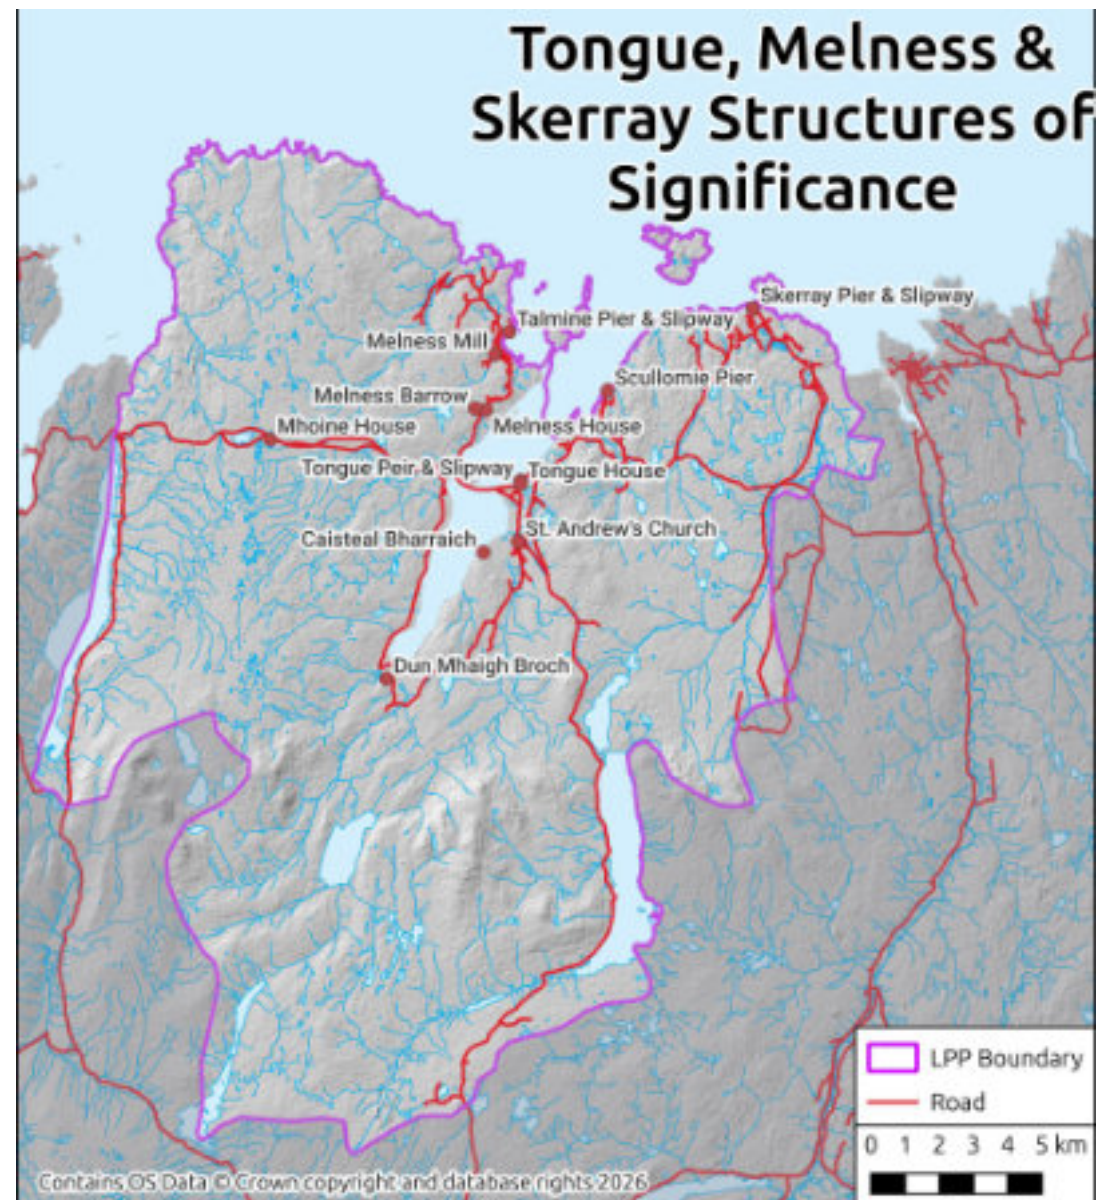 Tongue, Melness &
Skerray Structures of
Significance
Skerray Pier & Slipway
Talmine Pier & Slipway
Melness Mill
Scullomie Pier
Melness Barrow
Mhoine House
Melness House
Tongue Peir & Slipway
Tongue House
St. Andrew's Church
Caisteal Bharraich
Dun Mhaigh Broch
LPP Boundary
Road
0 1 2 3 4 5 km
Contains OS Data © Crown copyright and database rights 2026